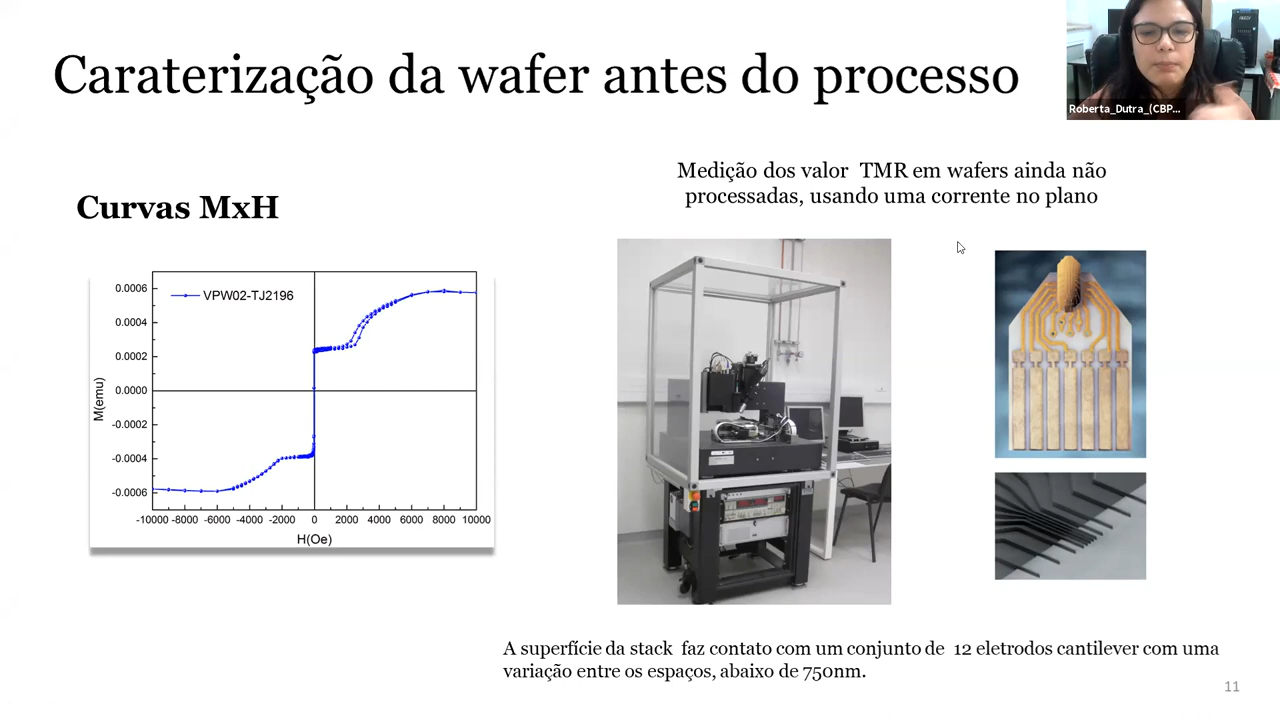 Caraterização da wafer antes do processo
Roberta_Dutra_(CBP...
Medição dos valor TMR em wafers ainda não
processadas, usando uma corrente no plano
Curvas MxH
VPW02-TJ2196
0.0006
0.0004
0.0002
0.0000
-0.0002
-0.0004
-0.0006
M(emu)
-10000 -8000 -6000 -4000 -2000 0 2000 4000 6000 8000 10000
H(Oe)
A superfície da stack faz contato com um conjunto de 12 eletrodos cantilever com uma
variação entre os espaços, abaixo de 750nm.
11